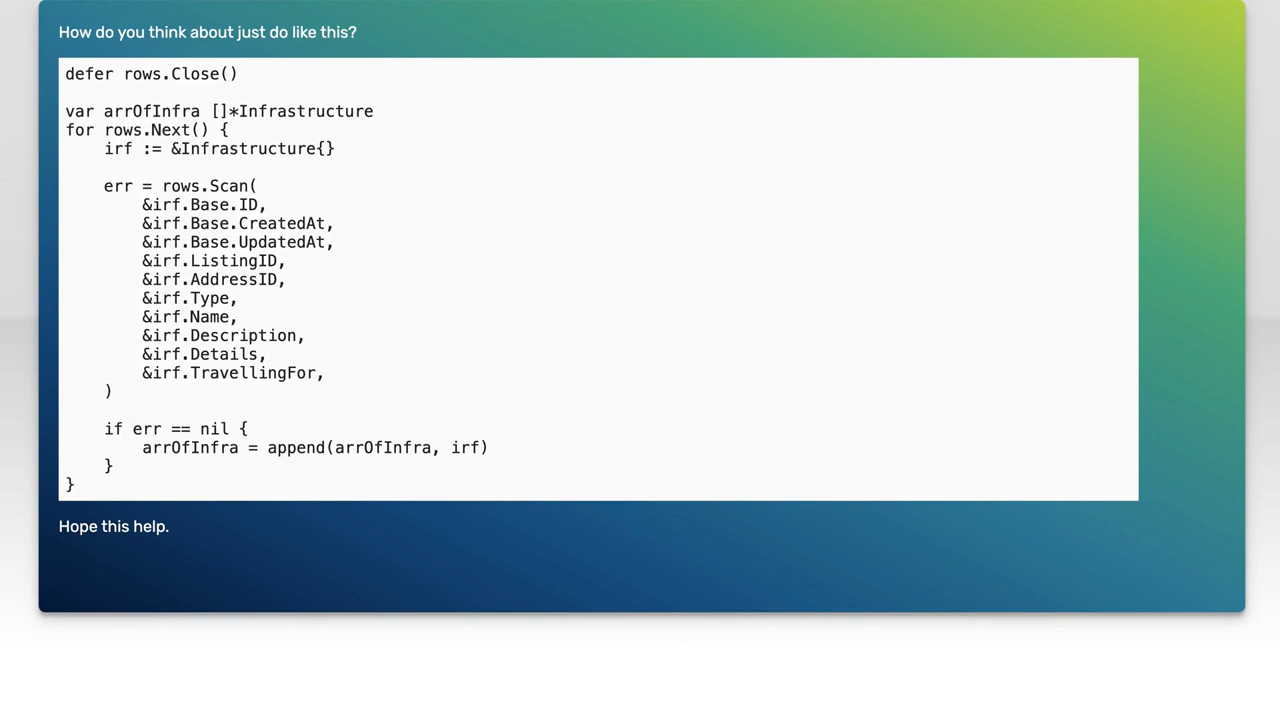 How do you think about just do like this?
defer rows.Close()
var arrOfInfra []*Infrastructure
for rows.Next() {
    irf := &Infrastructure{}
    err = rows.Scan(
        &irf.Base.ID,
        &irf.Base.CreatedAt,
        &irf.Base.UpdatedAt,
        &irf.ListingID,
        &irf.AddressID,
        &irf.Type,
        &irf.Name,
        &irf.Description,
        &irf.Details,
        &irf.TravellingFor,
    )
    if err == nil {
        arrOfInfra = append(arrOfInfra, irf)
    }
}
Hope this help.